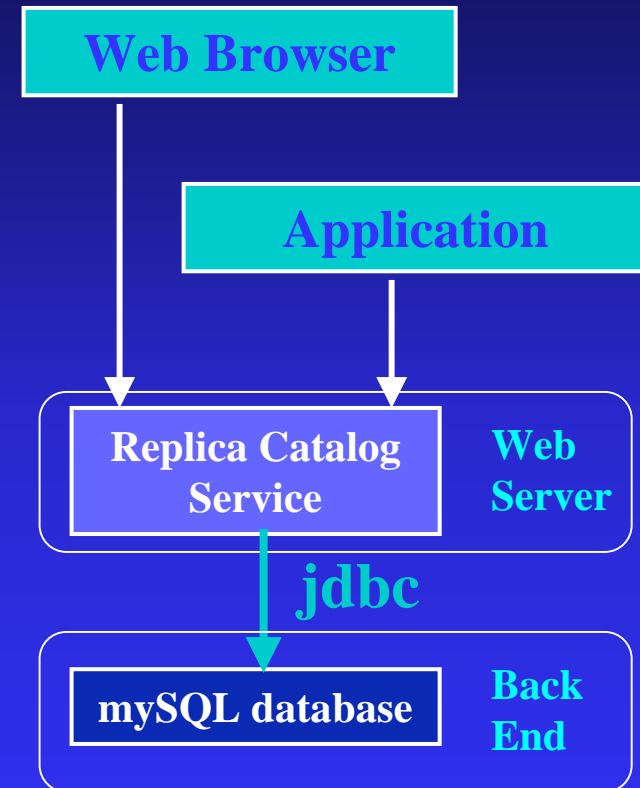 Web Browser
Application
Replica Catalog
Service
Web
Server
jdbc
mySQL database
Back
End